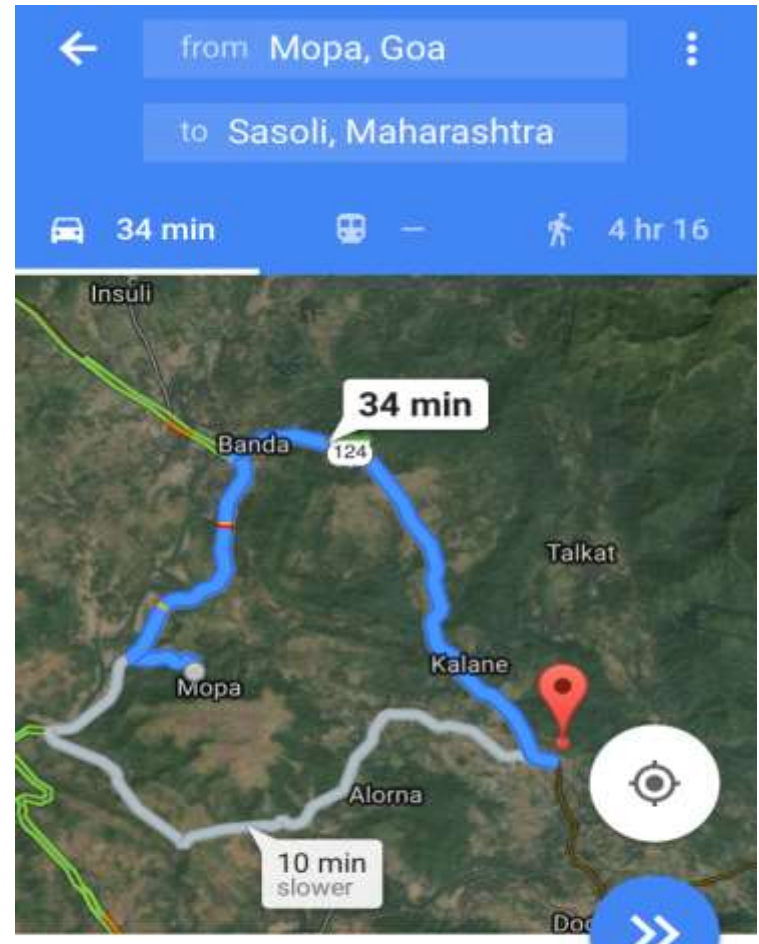 from Mopa, Goa
to Sasoli, Maharashtra
34 min
4 hr 16
Insuli
34 min
Banda
124
Talkat
Kalane
Mopa
Alorna
10 min
slower